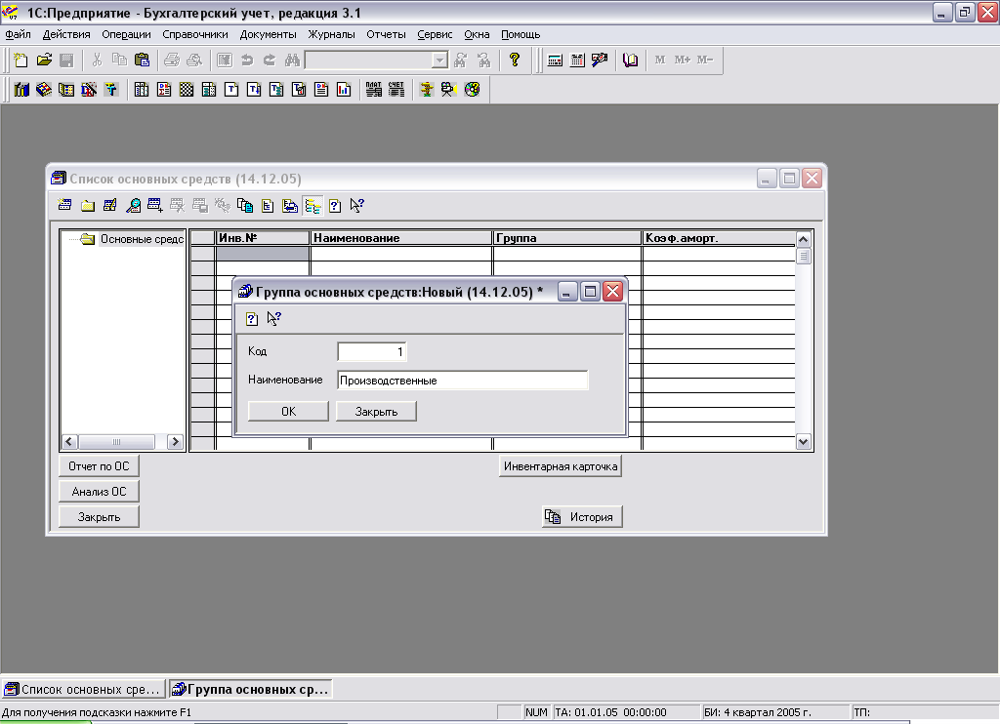 1С:Предприятие - Бухгалтерский учет, редакция 3.1
Файл Действия Операции Справочники Документы Журналы Отчеты Сервис Окна Помощь
M M+ M-
ПЛАТ СЧЕТ
Список основных средств (14.12.05)
Основные средс
Инв.№ Наименование Группа Коэф.аморт.
Группа основных средств:Новый (14.12.05) *
Код 1
Наименование Производственные
ОК Закрыть
Отчет по ОС
Инвентарная карточка
Анализ ОС
Закрыть
История
Список основных сре... Группа основных ср...
Для получения подсказки нажмите F1 NUM ТА: 01.01.05 00:00:00 БИ: 4 квартал 2005 г. ТП: